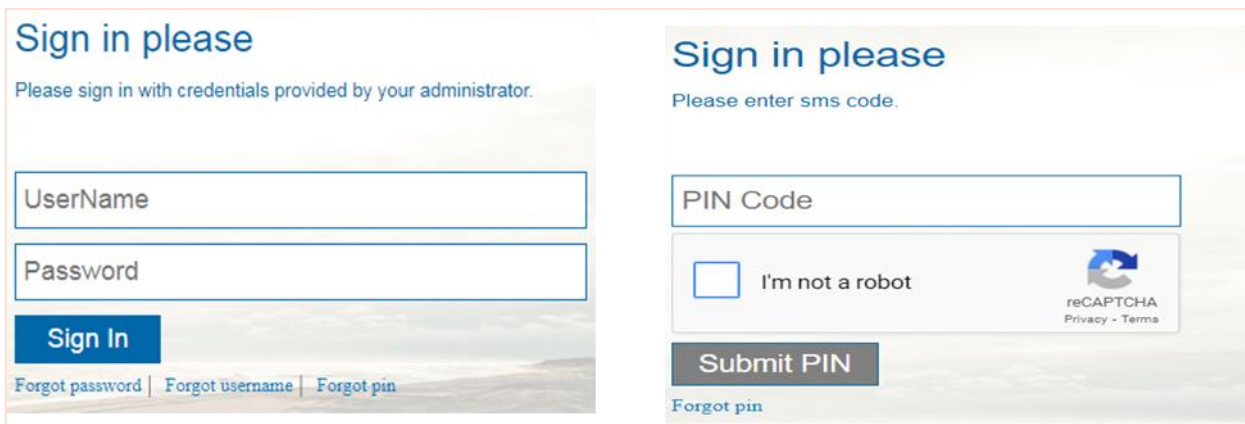 Sign in please
Please sign in with credentials provided by your administrator.
UserName
Password
Sign In
Forgot password | Forgot username | Forgot pin
Sign in please
Please enter sms code.
PIN Code
I'm not a robot
reCAPTCHA
Privacy - Terms
Submit PIN
Forgot pin